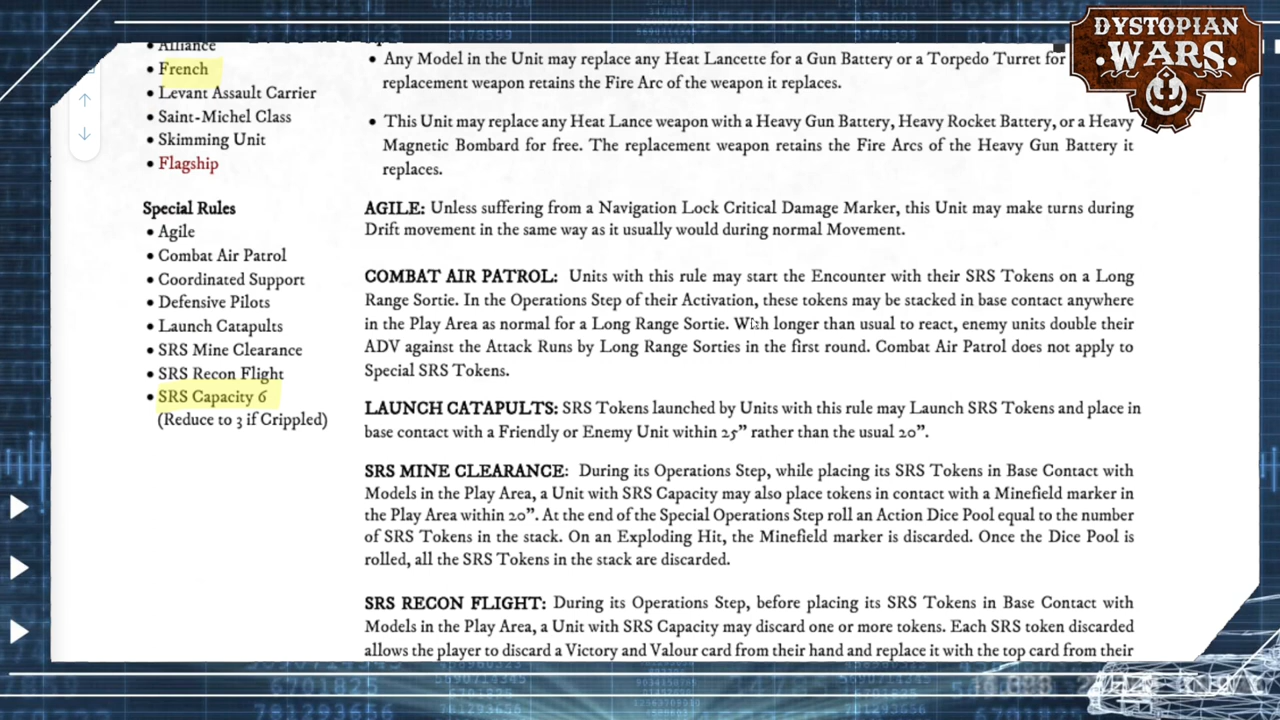 DYSTOPIAN
WARS
Alliance
• French
• Levant Assault Carrier
• Saint-Michel Class
• Skimming Unit
• Flagship
Special Rules
• Agile
• Combat Air Patrol
• Coordinated Support
• Defensive Pilots
• Launch Catapults
• SRS Mine Clearance
• SRS Recon Flight
• SRS Capacity 6
(Reduce to 3 if Crippled)
• Any Model in the Unit may replace any Heat Lancette for a Gun Battery or a Torpedo Turret for
replacement weapon retains the Fire Arc of the weapon it replaces.
• This Unit may replace any Heat Lance weapon with a Heavy Gun Battery, Heavy Rocket Battery, or a Heavy
Magnetic Bombard for free. The replacement weapon retains the Fire Arcs of the Heavy Gun Battery it
replaces.
AGILE: Unless suffering from a Navigation Lock Critical Damage Marker, this Unit may make turns during
Drift movement in the same way as it usually would during normal Movement.
COMBAT AIR PATROL: Units with this rule may start the Encounter with their SRS Tokens on a Long
Range Sortie. In the Operations Step of their Activation, these tokens may be stacked in base contact anywhere
in the Play Area as normal for a Long Range Sortie. With longer than usual to react, enemy units double their
ADV against the Attack Runs by Long Range Sorties in the first round. Combat Air Patrol does not apply to
Special SRS Tokens.
LAUNCH CATAPULTS: SRS Tokens launched by Units with this rule may Launch SRS Tokens and place in
base contact with a Friendly or Enemy Unit within 25” rather than the usual 20”.
SRS MINE CLEARANCE: During its Operations Step, while placing its SRS Tokens in Base Contact with
Models in the Play Area, a Unit with SRS Capacity may also place tokens in contact with a Minefield marker in
the Play Area within 20”. At the end of the Special Operations Step roll an Action Dice Pool equal to the number
of SRS Tokens in the stack. On an Exploding Hit, the Minefield marker is discarded. Once the Dice Pool is
rolled, all the SRS Tokens in the stack are discarded.
SRS RECON FLIGHT: During its Operations Step, before placing its SRS Tokens in Base Contact with
Models in the Play Area, a Unit with SRS Capacity may discard one or more tokens. Each SRS token discarded
allows the player to discard a Victory and Valour card from their hand and replace it with the top card from their
6701825
791293656